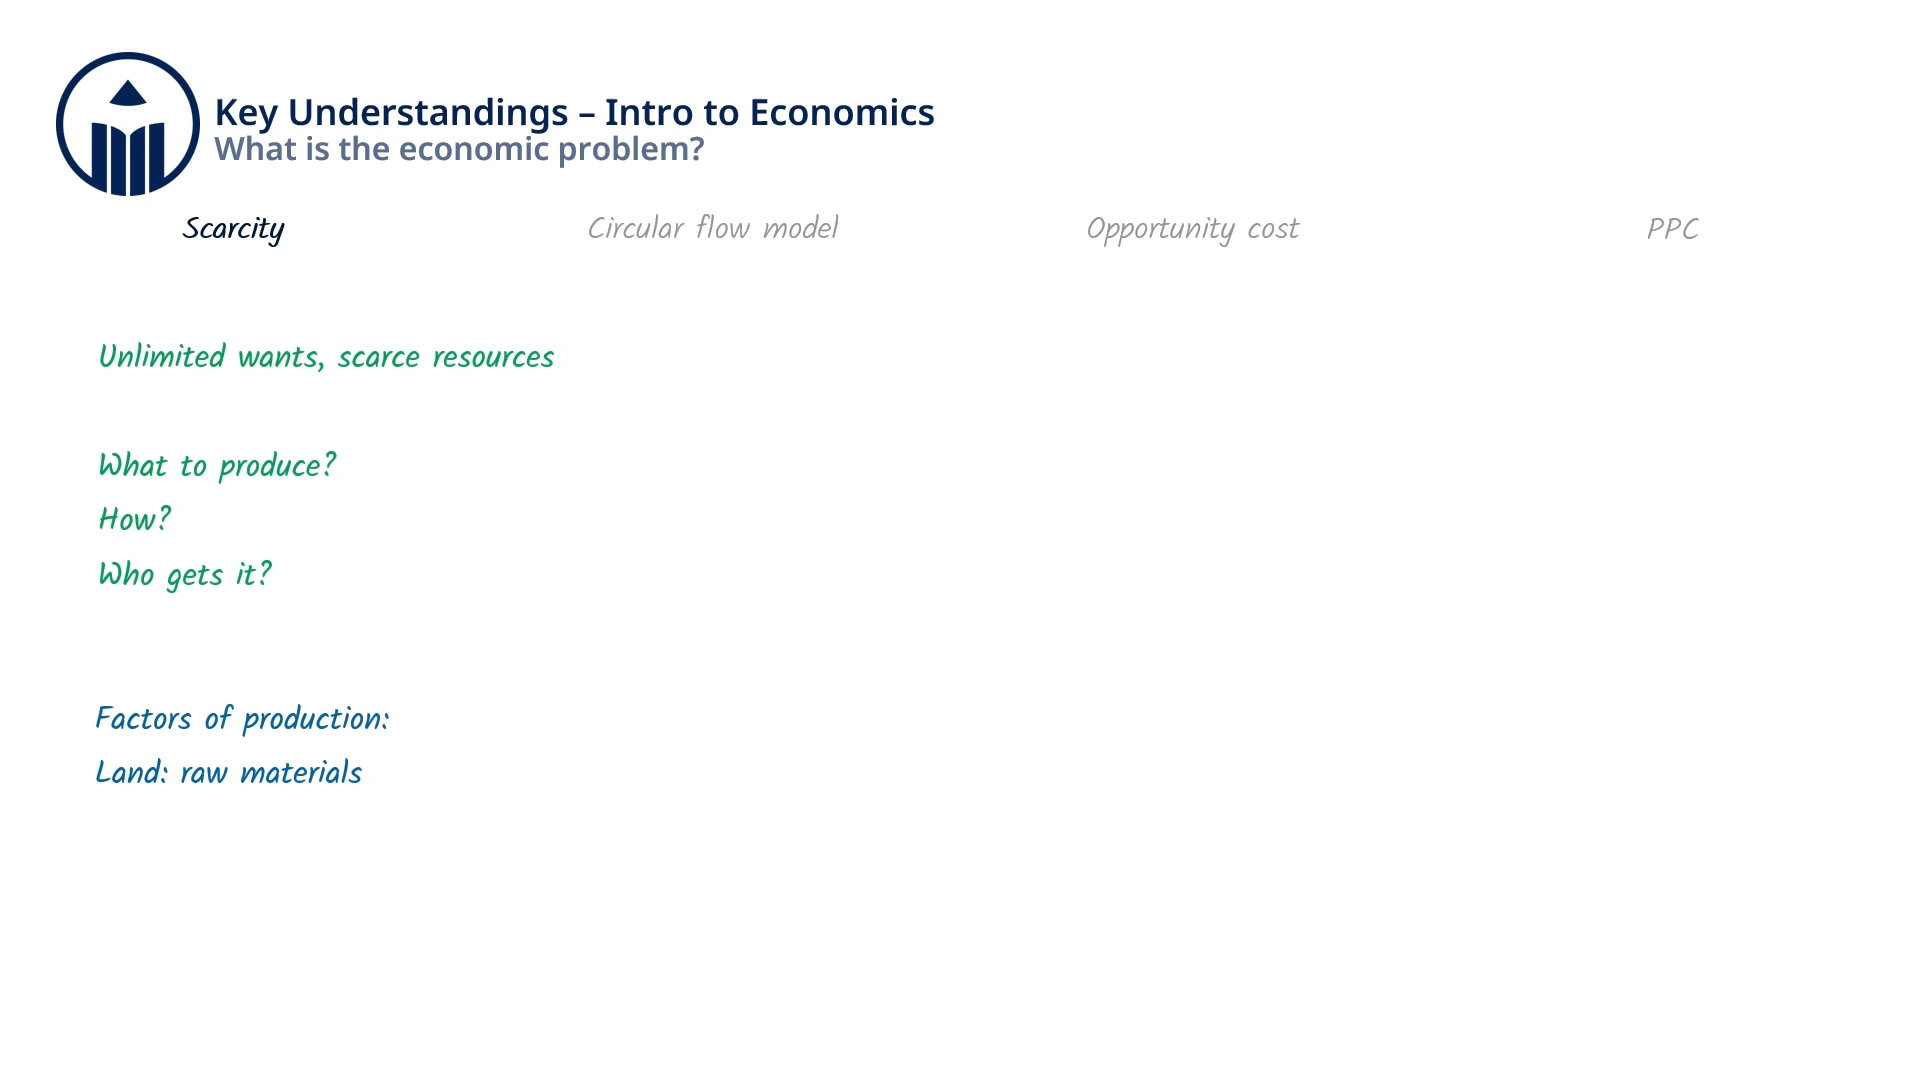 Key Understandings – Intro to Economics
What is the economic problem?
Scarcity
Circular flow model
Opportunity cost
PPC
Unlimited wants, scarce resources
What to produce?
How?
Who gets it?
Factors of production:
Land: raw materials